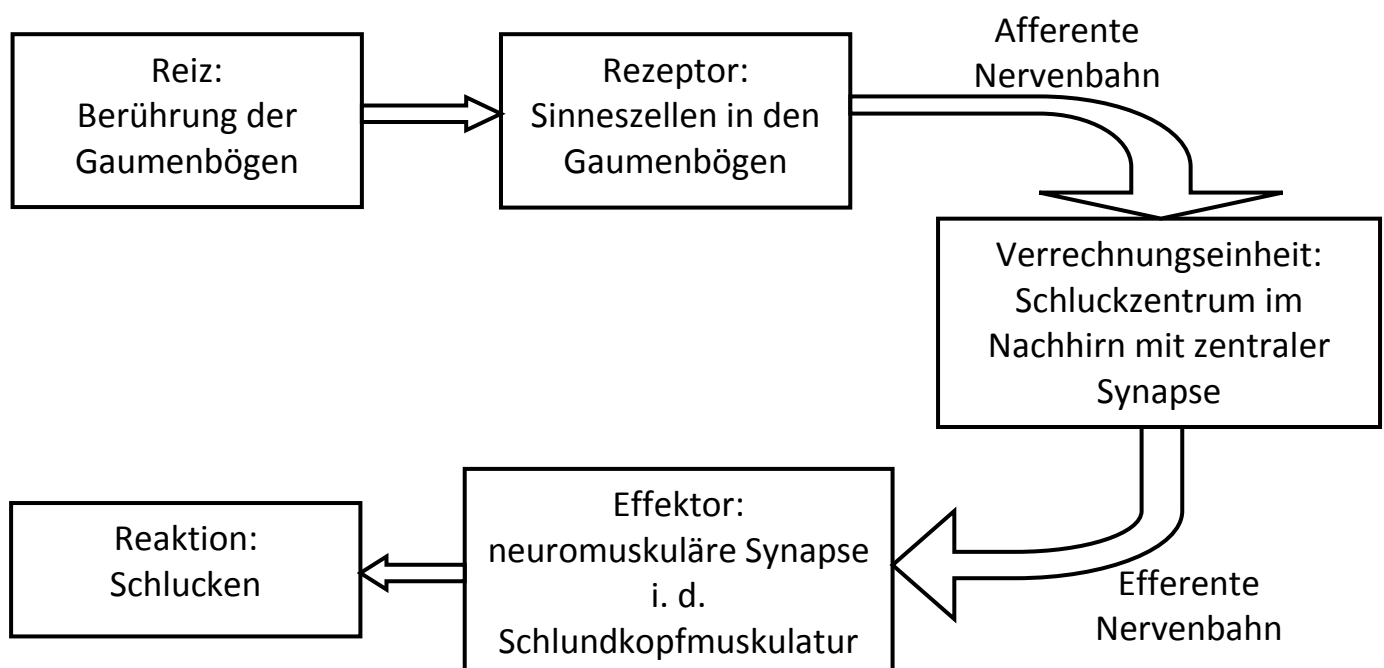 Reiz:
Berührung der
Gaumenbögen
Rezeptor:
Sinneszellen in den
Gaumenbögen
Afferente
Nervenbahn
Verrechnungseinheit:
Schluckzentrum im
Nachhirn mit zentraler
Synapse
Efferente
Nervenbahn
Effektor:
neuromuskuläre Synapse
i. d.
Schlundkopfmuskulatur
Reaktion:
Schlucken